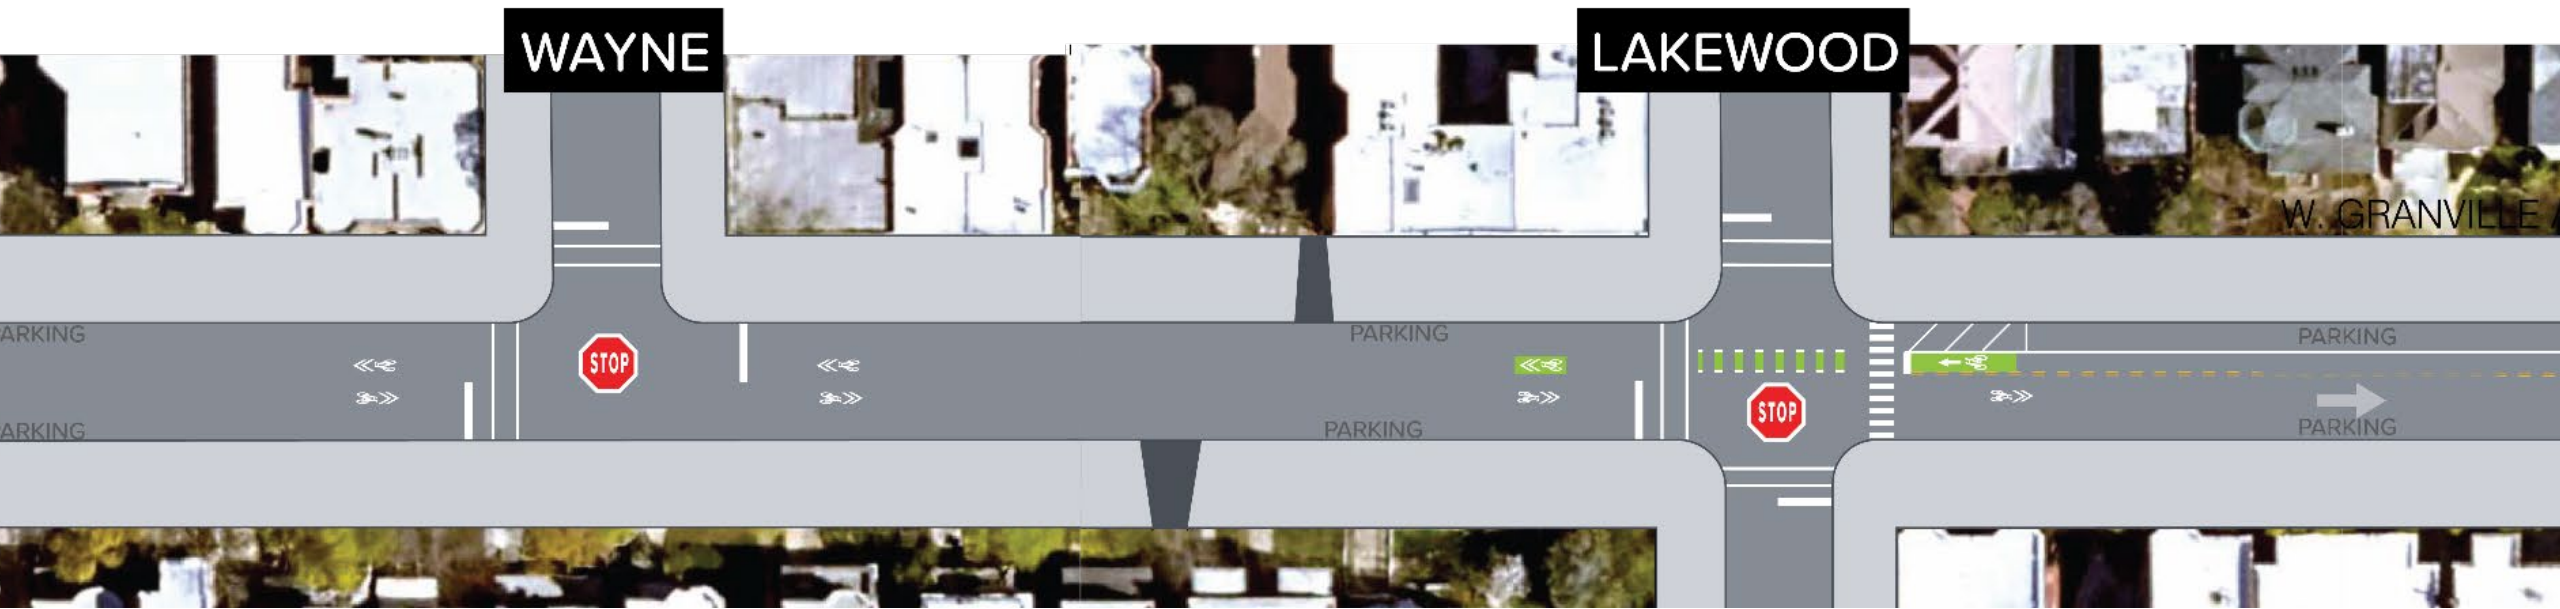 WAYNE
LAKEWOOD
W. GRANVILLE
ARKING
PARKING
PARKING
STOP
STOP
ARKING
PARKING
PARKING